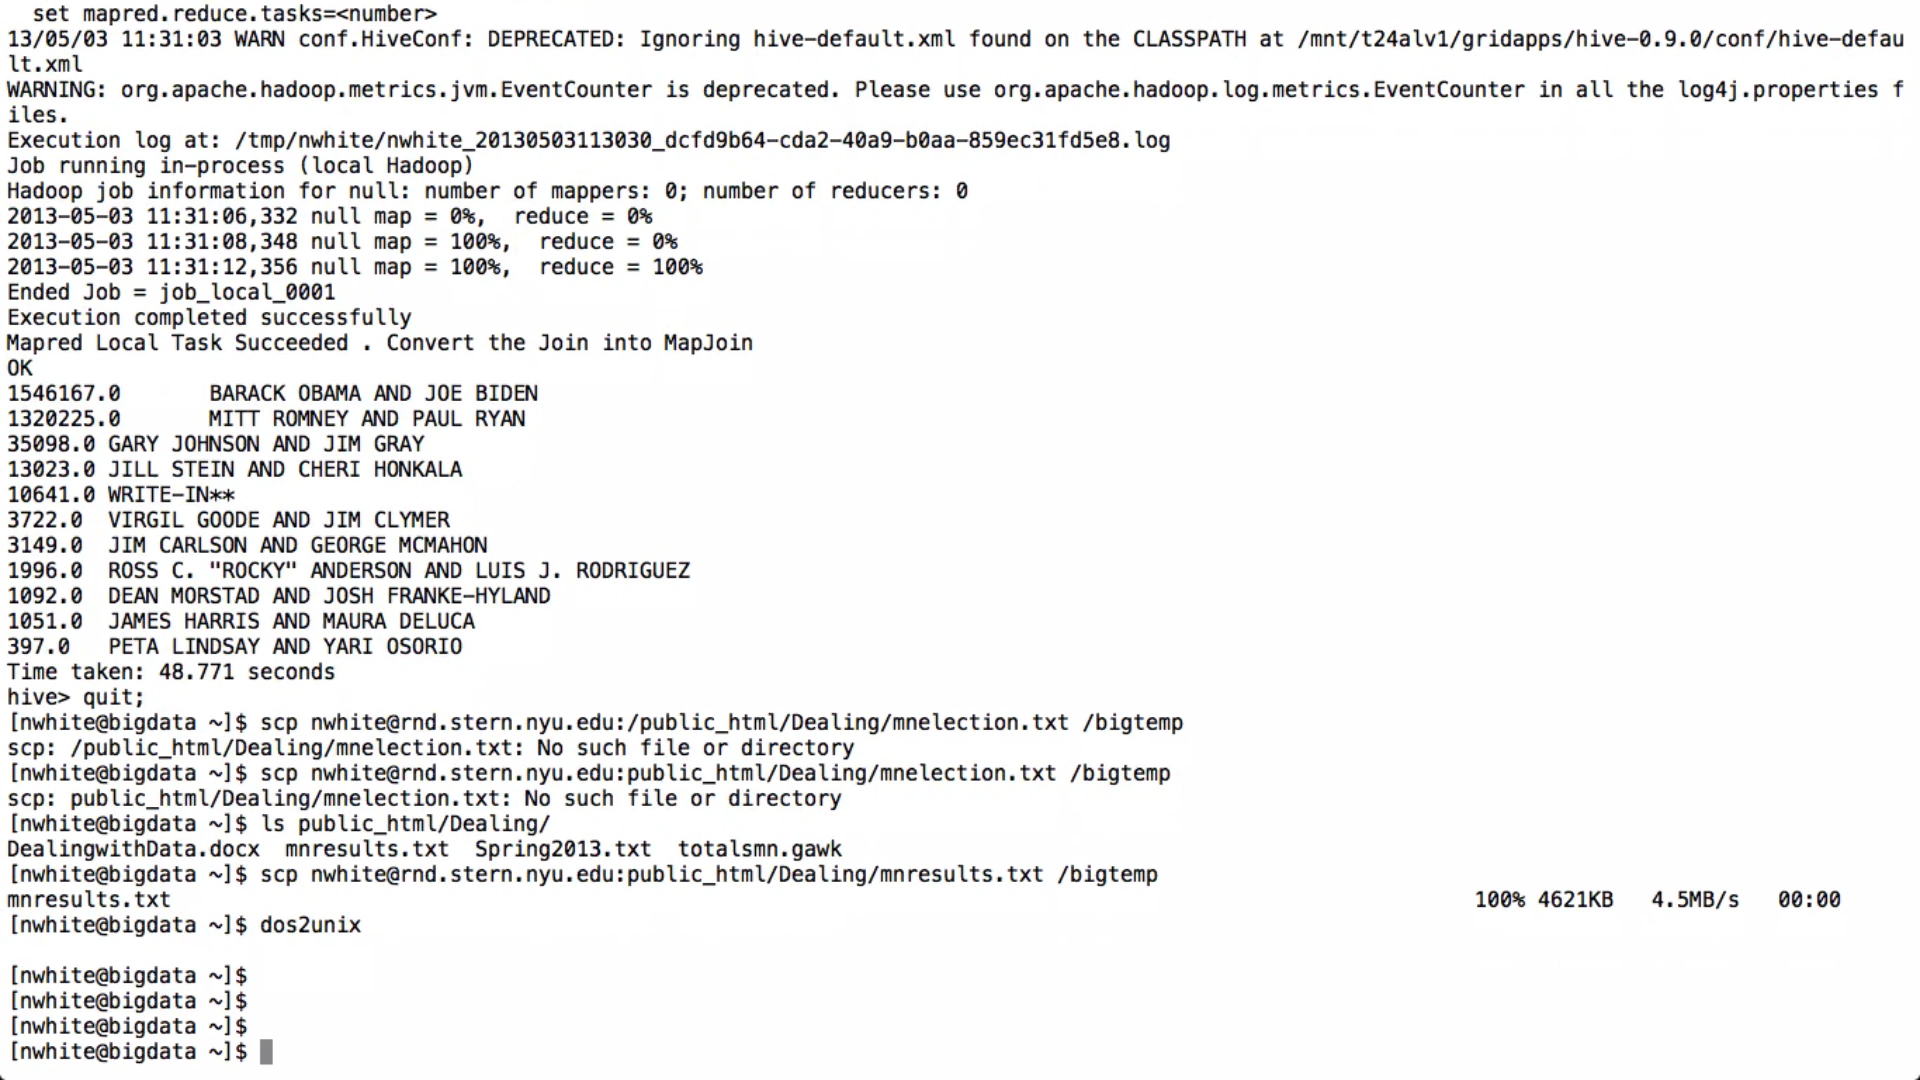 set mapred.reduce.tasks=<number>
13/05/03 11:31:03 WARN conf.HiveConf: DEPRECATED: Ignoring hive-default.xml found on the CLASSPATH at /mnt/t24alv1/gridapps/hive-0.9.0/conf/hive-defau
lt.xml
WARNING: org.apache.hadoop.metrics.jvm.EventCounter is deprecated. Please use org.apache.hadoop.log.metrics.EventCounter in all the log4j.properties f
iles.
Execution log at: /tmp/nwhite/nwhite_20130503113030_dcfd9b64-cda2-40a9-b0aa-859ec31fd5e8.log
Job running in-process (local Hadoop)
Hadoop job information for null: number of mappers: 0; number of reducers: 0
2013-05-03 11:31:06,332 null map = 0%,  reduce = 0%
2013-05-03 11:31:08,348 null map = 100%,  reduce = 0%
2013-05-03 11:31:12,356 null map = 100%,  reduce = 100%
Ended Job = job_local_0001
Execution completed successfully
Mapred Local Task Succeeded . Convert the Join into MapJoin
OK
1546167.0       BARACK OBAMA AND JOE BIDEN
1320225.0       MITT ROMNEY AND PAUL RYAN
35098.0 GARY JOHNSON AND JIM GRAY
13023.0 JILL STEIN AND CHERI HONKALA
10641.0 WRITE-IN**
3722.0  VIRGIL GOODE AND JIM CLYMER
3149.0  JIM CARLSON AND GEORGE MCMAHON
1996.0  ROSS C. "ROCKY" ANDERSON AND LUIS J. RODRIGUEZ
1092.0  DEAN MORSTAD AND JOSH FRANKE-HYLAND
1051.0  JAMES HARRIS AND MAURA DELUCA
397.0   PETA LINDSAY AND YARI OSORIO
Time taken: 48.771 seconds
hive> quit;
[nwhite@bigdata ~]$ scp nwhite@rnd.stern.nyu.edu:/public_html/Dealing/mnelection.txt /bigtemp
scp: /public_html/Dealing/mnelection.txt: No such file or directory
[nwhite@bigdata ~]$ scp nwhite@rnd.stern.nyu.edu:public_html/Dealing/mnelection.txt /bigtemp
scp: public_html/Dealing/mnelection.txt: No such file or directory
[nwhite@bigdata ~]$ ls public_html/Dealing/
DealingwithData.docx  mnresults.txt  Spring2013.txt  totalsmn.gawk
[nwhite@bigdata ~]$ scp nwhite@rnd.stern.nyu.edu:public_html/Dealing/mnresults.txt /bigtemp
mnresults.txt 100% 4621KB   4.5MB/s   00:00
[nwhite@bigdata ~]$ dos2unix
[nwhite@bigdata ~]$
[nwhite@bigdata ~]$
[nwhite@bigdata ~]$
[nwhite@bigdata ~]$